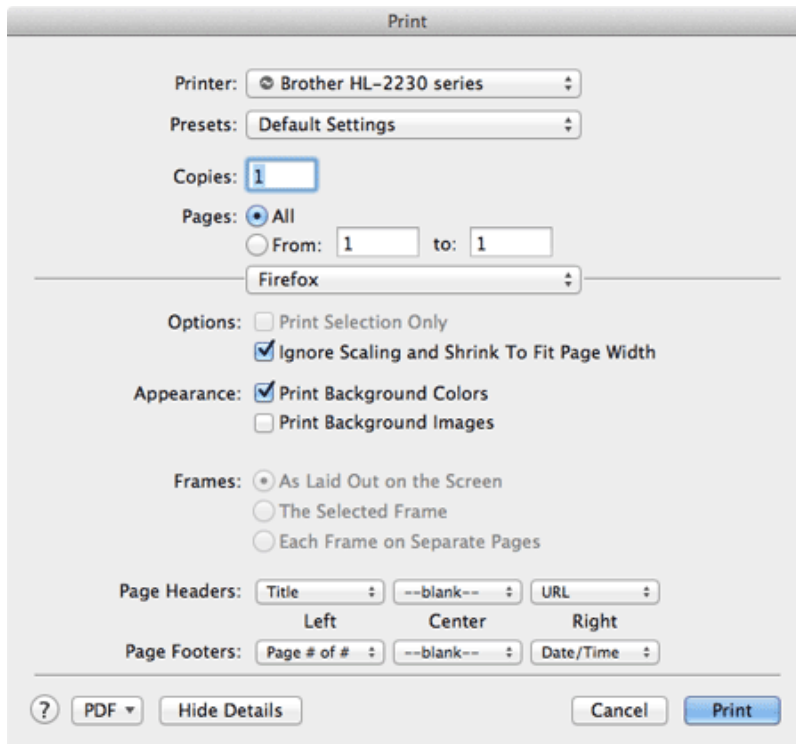 Print
Printer: Brother HL-2230 series
Presets: Default Settings
Copies: 1
Pages: All
From: 1 to: 1
Firefox
Options: Print Selection Only
Ignore Scaling and Shrink To Fit Page Width
Appearance: Print Background Colors
Print Background Images
Frames: As Laid Out on the Screen
The Selected Frame
Each Frame on Separate Pages
Page Headers: Title --blank-- URL
Left Center Right
Page Footers: Page # of # --blank-- Date/Time
? PDF Hide Details Cancel Print